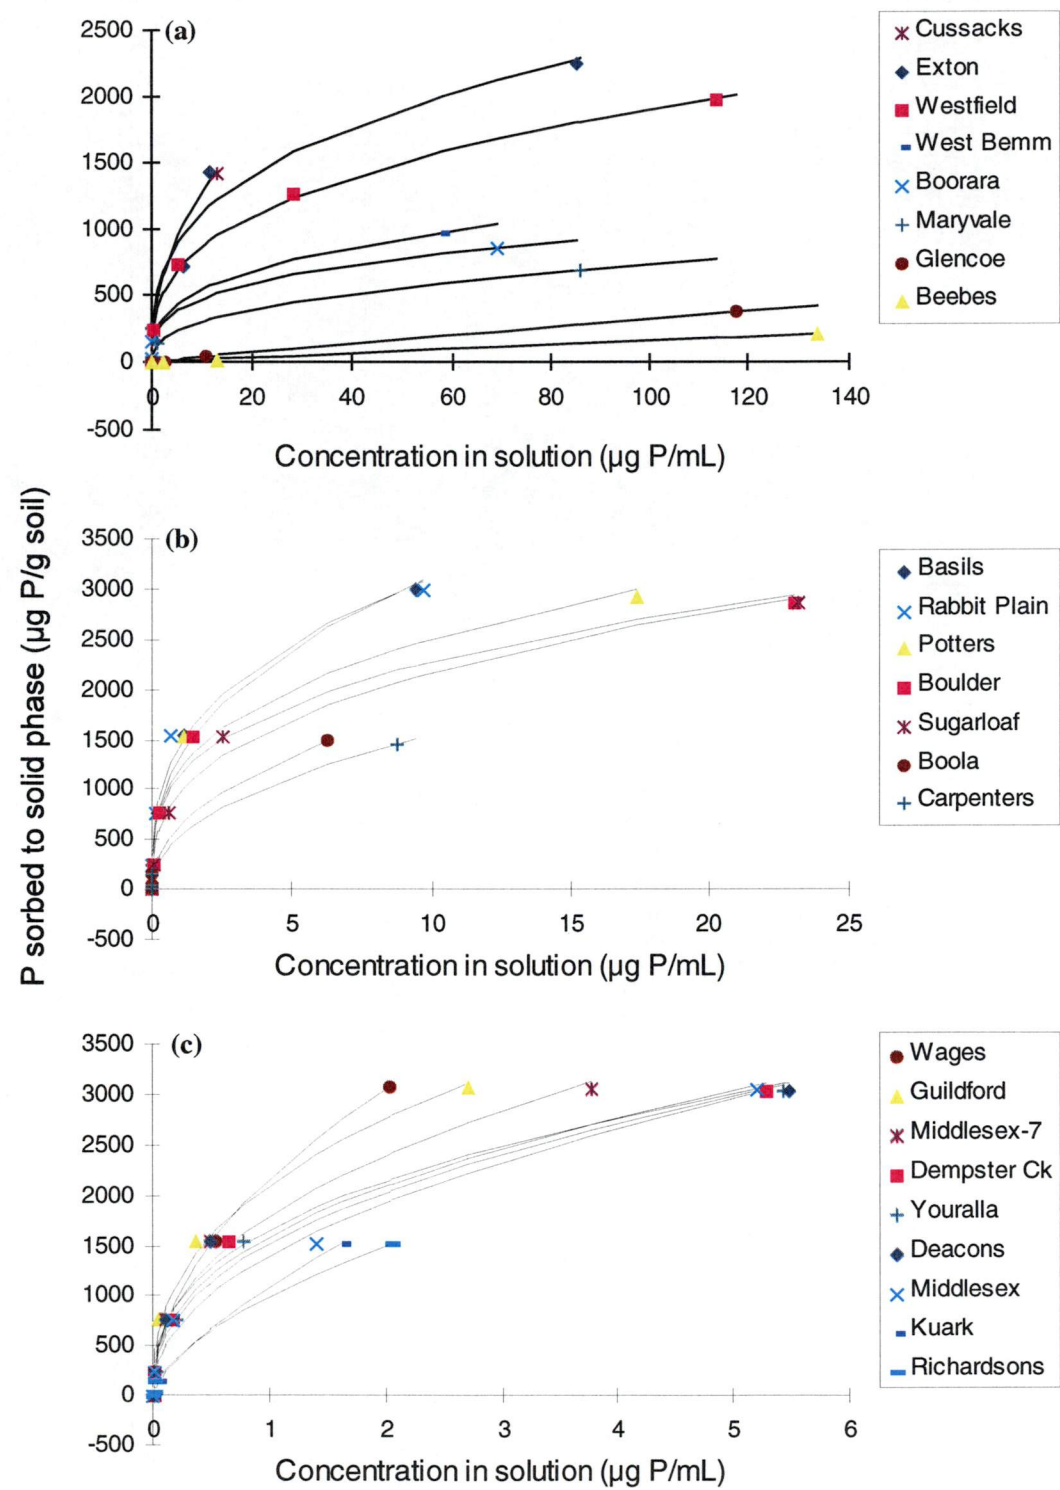 (a)
2500
2000
1500
1000
500
0
-500
0 20 40 60 80 100 120 140
Concentration in solution (µg P/mL)
Cussacks
Exton
Westfield
West Bemm
Boorara
Maryvale
Glencoe
Beebes
P sorbed to solid phase (µg P/g soil)
(b)
3500
3000
2500
2000
1500
1000
500
0
-500
0 5 10 15 20 25
Concentration in solution (µg P/mL)
Basils
Rabbit Plain
Potters
Boulder
Sugarloaf
Boola
Carpenters
(c)
3500
3000
2500
2000
1500
1000
500
0
-500
0 1 2 3 4 5 6
Concentration in solution (µg P/mL)
Wages
Guildford
Middlesex-7
Dempster Ck
Youralla
Deacons
Middlesex
Kuark
Richardsons